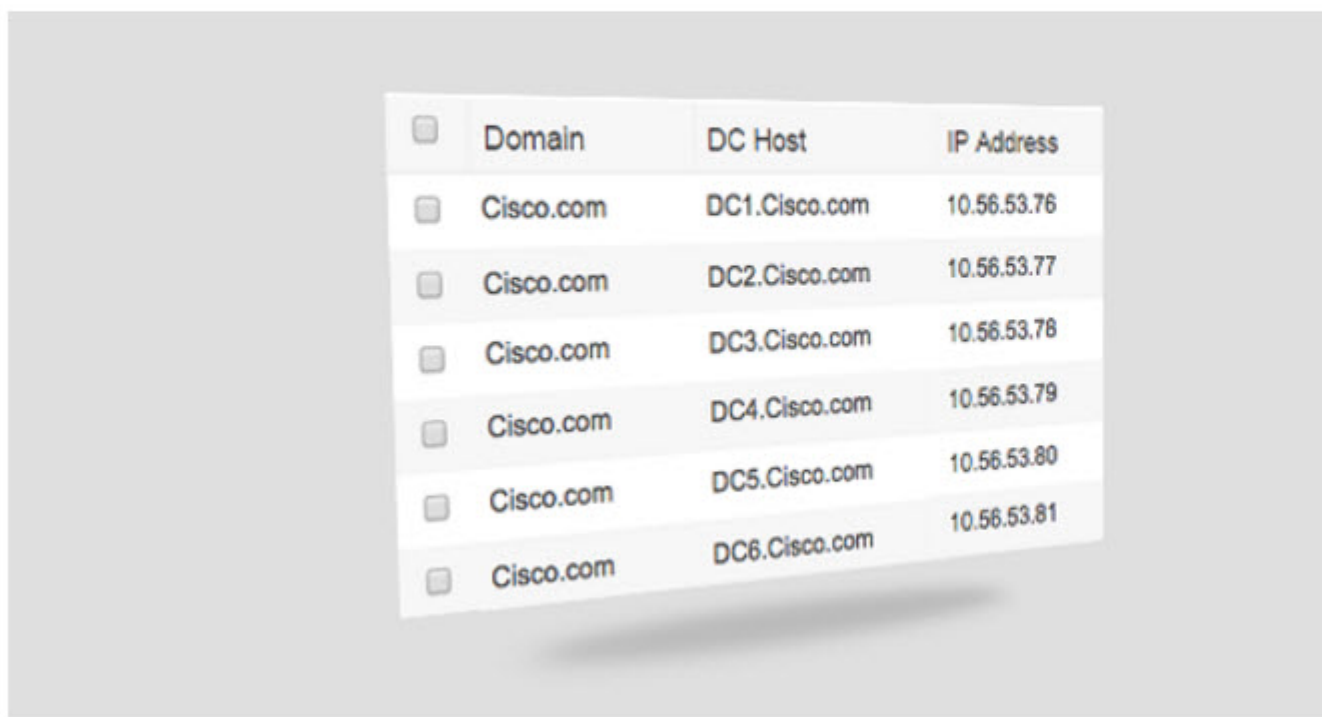 Domain DC Host IP Address
Cisco.com DC1.Cisco.com 10.56.53.76
Cisco.com DC2.Cisco.com 10.56.53.77
Cisco.com DC3.Cisco.com 10.56.53.78
Cisco.com DC4.Cisco.com 10.56.53.79
Cisco.com DC5.Cisco.com 10.56.53.80
Cisco.com DC6.Cisco.com 10.56.53.81